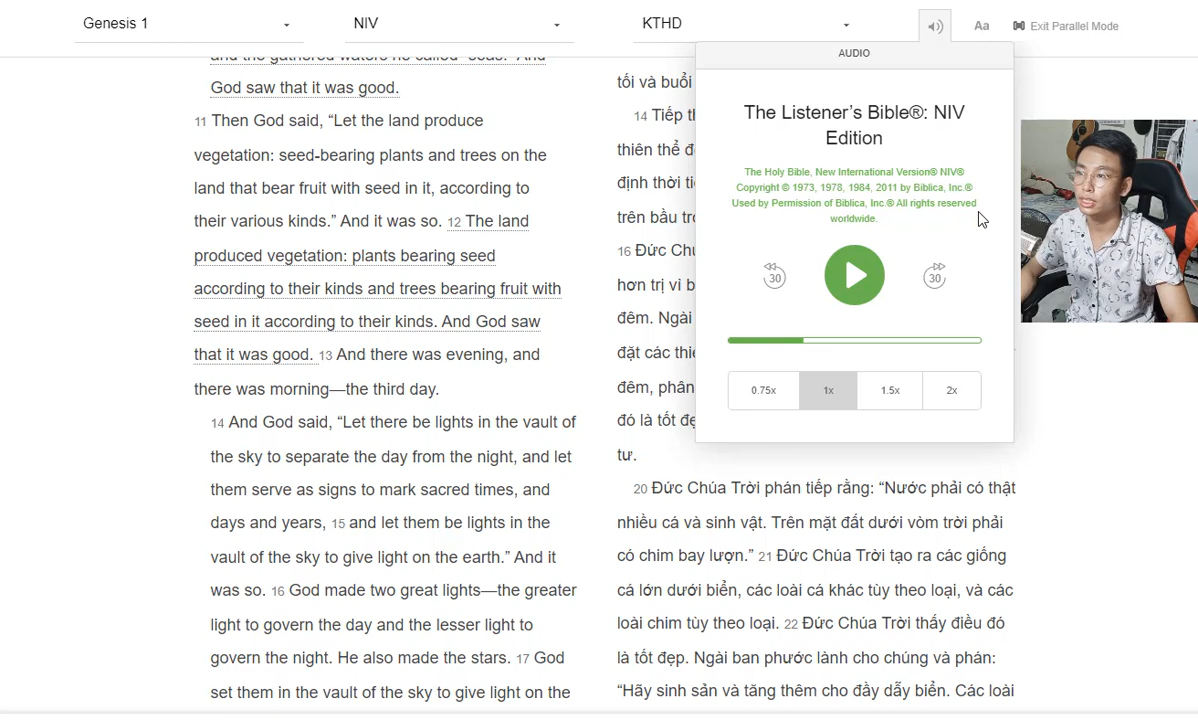 Genesis 1
NIV
KTHD
Aa
Exit Parallel Mode
and the gathered waters he called “seas.” And
God saw that it was good.
11 Then God said, “Let the land produce
vegetation: seed-bearing plants and trees on the
land that bear fruit with seed in it, according to
their various kinds.” And it was so. 12 The land
produced vegetation: plants bearing seed
according to their kinds and trees bearing fruit with
seed in it according to their kinds. And God saw
that it was good. 13 And there was evening, and
there was morning—the third day.
14 And God said, “Let there be lights in the vault of
the sky to separate the day from the night, and let
them serve as signs to mark sacred times, and
days and years, 15 and let them be lights in the
vault of the sky to give light on the earth.” And it
was so. 16 God made two great lights—the greater
light to govern the day and the lesser light to
govern the night. He also made the stars. 17 God
set them in the vault of the sky to give light on the
tối và buổi
14 Tiếp
thiên thể
định thời
trên bầu
16 Đức
hơn trị vì
đêm. Ngài
đặt các
đêm, phân
đó là tốt
tư.
20 Đức Chúa Trời phán tiếp rằng: “Nước phải có thật
nhiều cá và sinh vật. Trên mặt đất dưới vòm trời phải
có chim bay lượn.” 21 Đức Chúa Trời tạo ra các giống
cá lớn dưới biển, các loài cá khác tùy theo loại, và các
loài chim tùy theo loại. 22 Đức Chúa Trời thấy điều đó
là tốt đẹp. Ngài ban phước lành cho chúng và phán:
“Hãy sinh sản và tăng thêm cho đầy dẫy biển. Các loài
AUDIO
The Listener’s Bible®: NIV
Edition
The Holy Bible, New International Version® NIV®
Copyright © 1973, 1978, 1984, 2011 by Biblica, Inc.®
Used by Permission of Biblica, Inc.® All rights reserved
worldwide.
30
30
0.75x
1x
1.5x
2x